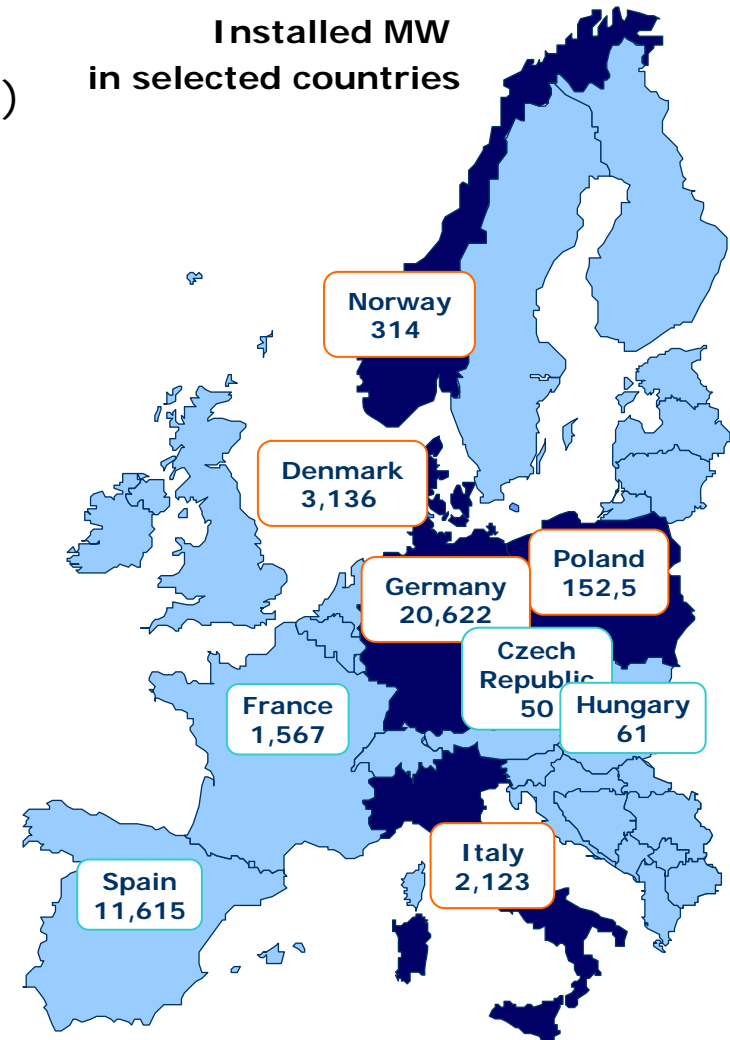 Installed MW
in selected countries
)
Norway
314
Denmark
3,136
Poland
152,5
Germany
20,622
Czech
Republic
50
Hungary
61
France
1,567
Italy
2,123
Spain
11,615